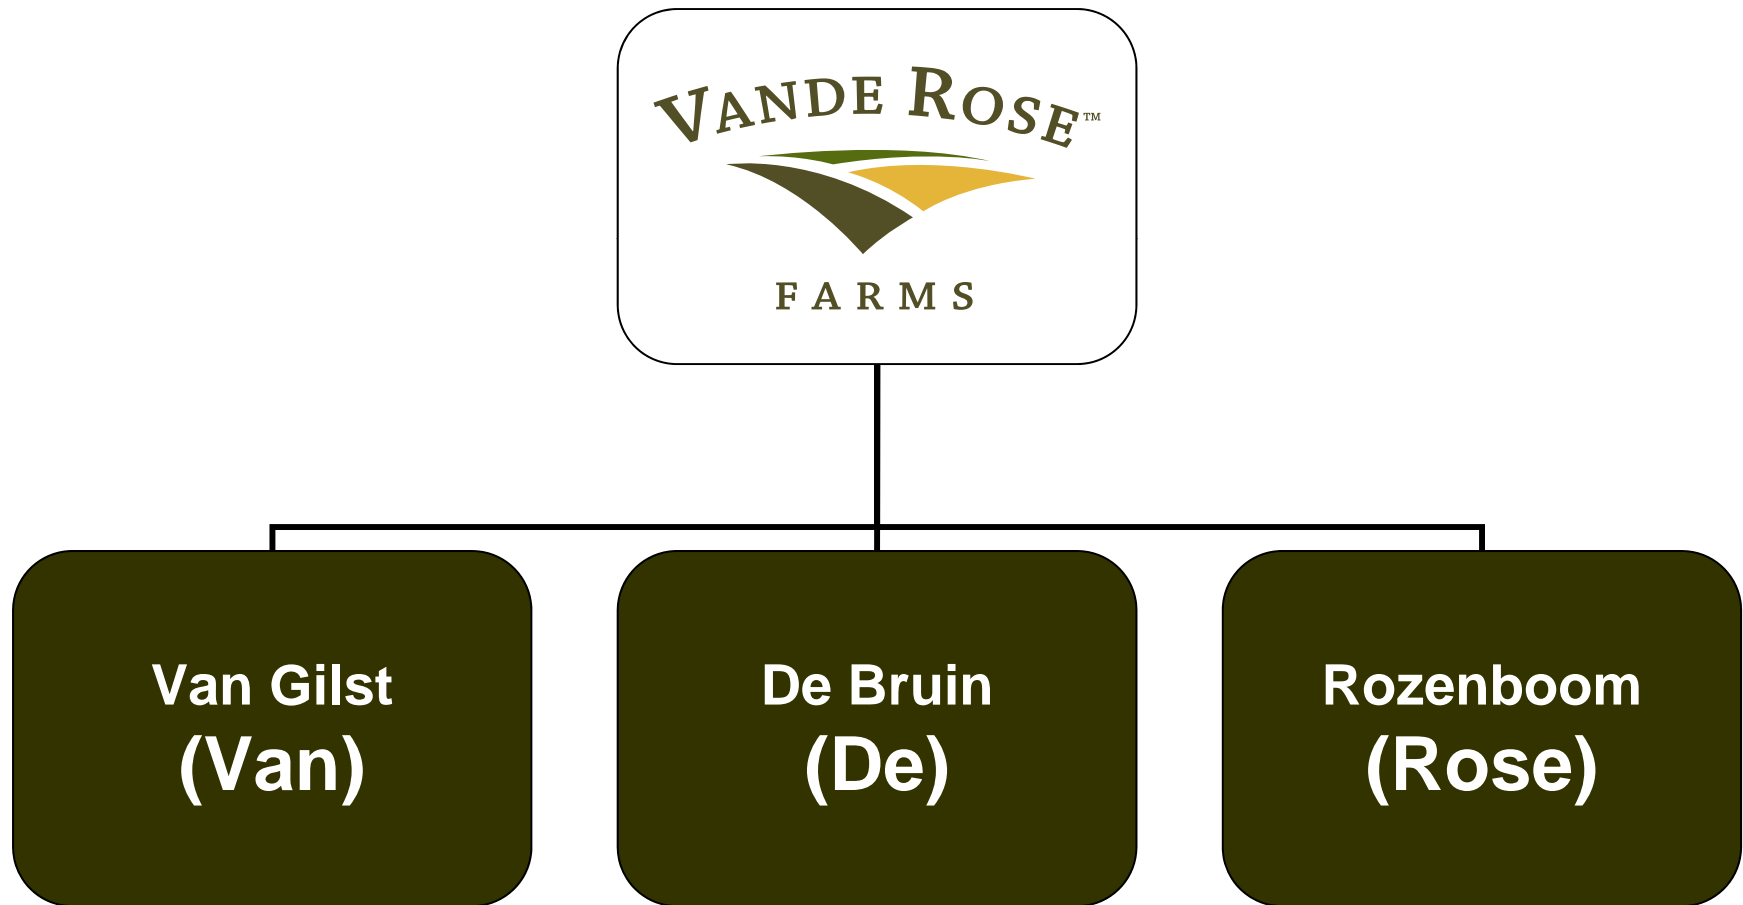 VANDE ROSE™
FARMS
Van Gilst
(Van)
De Bruin
(De)
Rozenboom
(Rose)